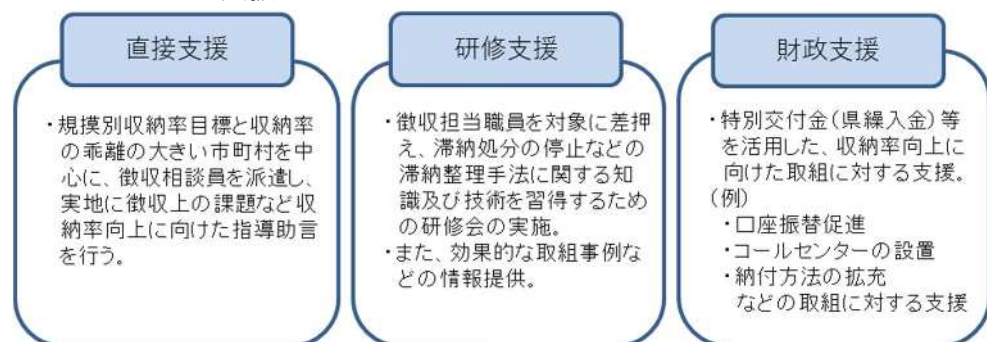 直接支援
・規模別収納率目標と収納率
の乖離の大きい市町村を中
心に、徴収相談員を派遣し、
実地に徴収上の課題など収
納率向上に向けた指導助言
を行う。
研修支援
・徴収担当職員を対象に差押
え、滞納処分の停止などの
滞納整理手法に関する知
識及び技術を習得するため
の研修会の実施。
・また、効果的な取組事例な
どの情報提供。
財政支援
・特別交付金(県繰入金)等
を活用した、収納率向上に
向けた取組に対する支援。
(例)
・口座振替促進
・コールセンターの設置
・納付方法の拡充
などの取組に対する支援